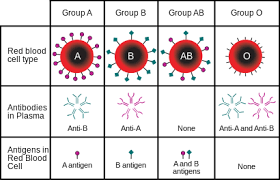 Group A Group B Group AB Group O
Red blood
cell type
A B AB O
Antibodies
in Plasma
Anti-B Anti-A None Anti-A and Anti-B
Antigens in
Red Blood
Cell
A antigen B antigen A and B
antigens None